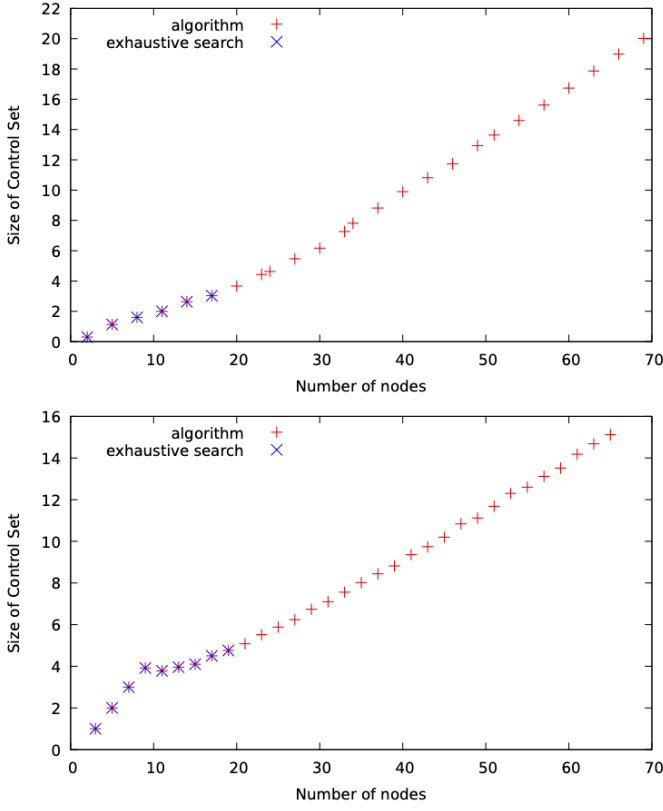 22
20
18
16
14
12
10
8
6
4
2
0
Size of Control Set
algorithm
exhaustive search
0 10 20 30 40 50 60 70
Number of nodes
16
14
12
10
8
6
4
2
0
Size of Control Set
algorithm
exhaustive search
0 10 20 30 40 50 60 70
Number of nodes